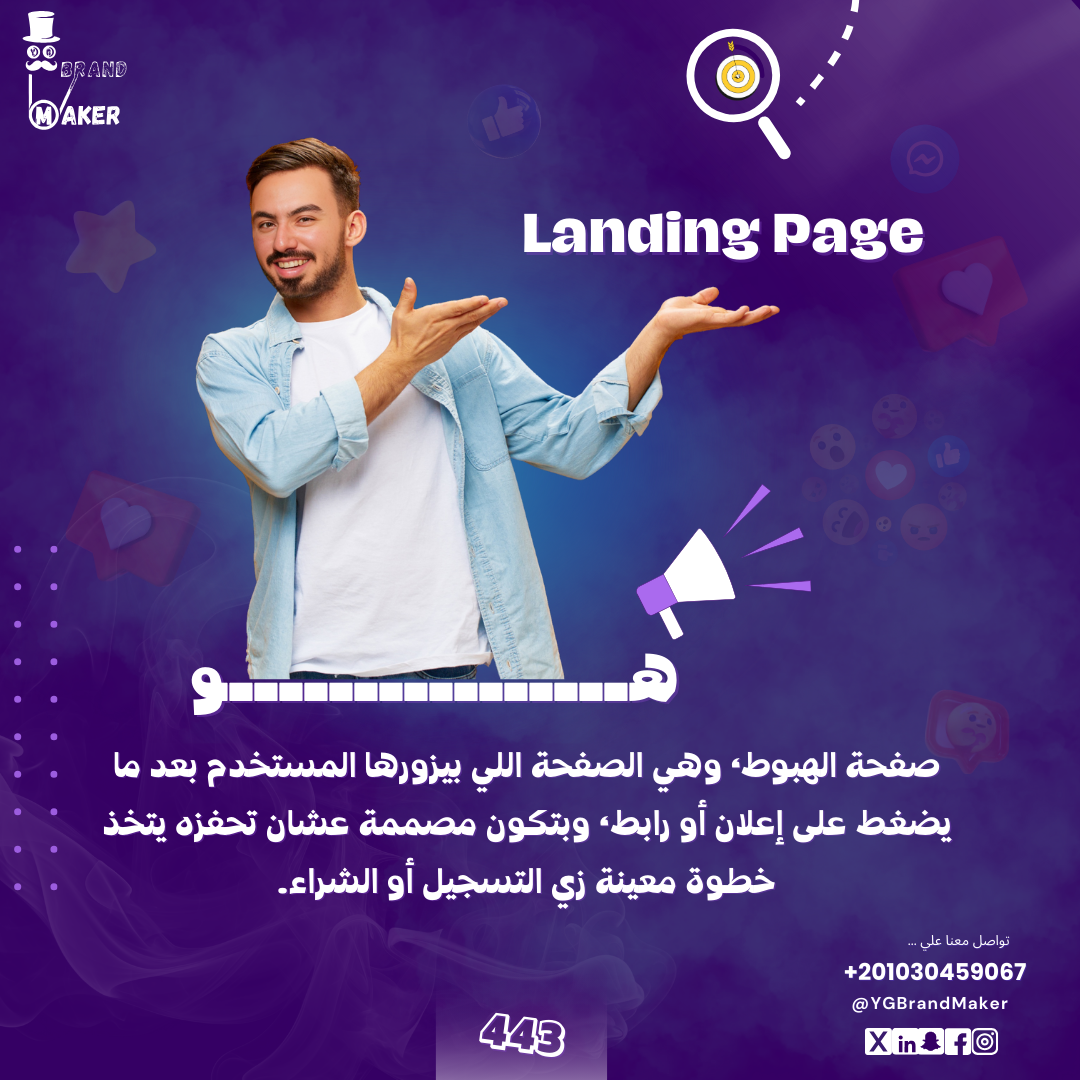 BRAND
MAKER
Landing Page
هـــــــــــــــــو
صفحة الهبوط، وهي الصفحة اللي بيزورها المستخدم بعد ما
يضغط على إعلان أو رابط، وبتكون مصممة عشان تحفزه يتخذ
خطوة معينة زي التسجيل أو الشراء.
تواصل معنا علي ...
+201030459067
@YGBrandMaker
443